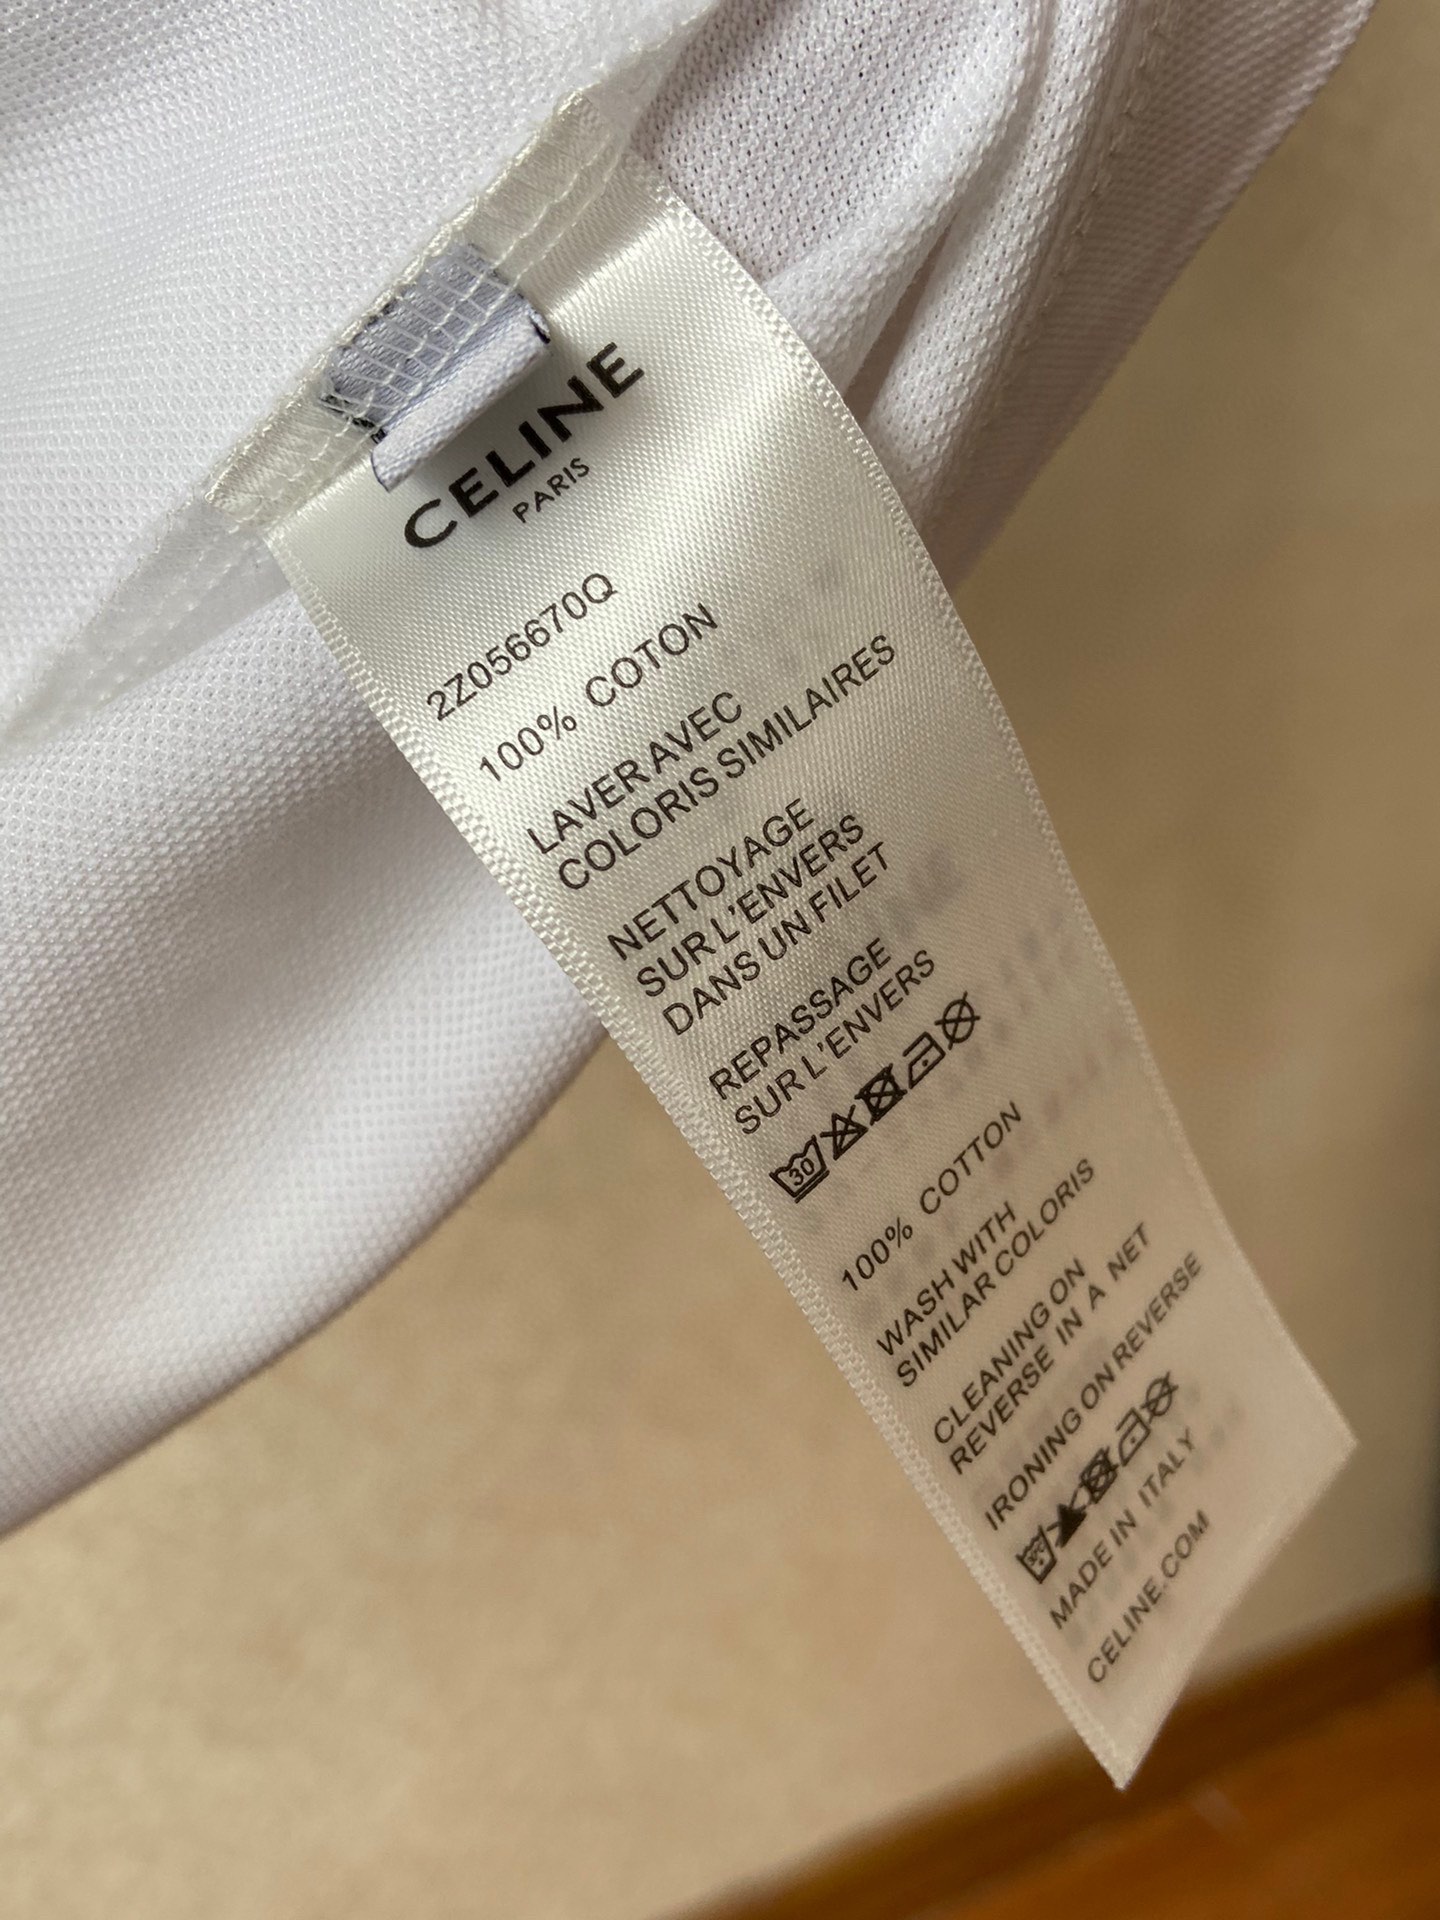 CELINE
PARIS
2Z056670Q
100% COTON
LAVER AVEC
COLORIS SIMILAIRES
NETTOYAGE
SUR L'ENVERS
DANS UN FILET
REPASSAGE
SUR L'ENVERS
30
100% COTTON
WASH WITH
SIMILAR COLORIS
CLEANING ON
REVERSE IN A NET
IRONING ON REVERSE
MADE IN ITALY
CELINE.COM